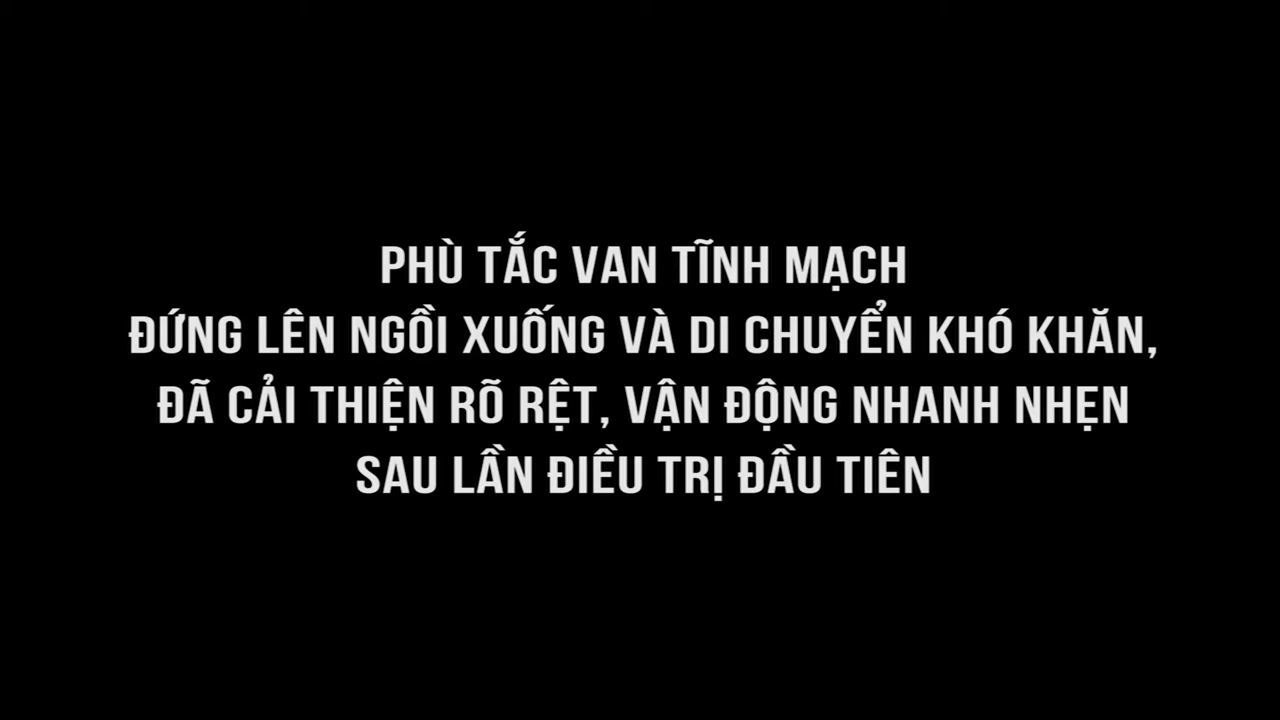 PHÙ TẮC VAN TĨNH MẠCH
ĐỨNG LÊN NGỒI XUỐNG VÀ DI CHUYỂN KHÓ KHĂN,
ĐÃ CẢI THIỆN RÕ RỆT, VẬN ĐỘNG NHANH NHẸN
SAU LẦN ĐIỀU TRỊ ĐẦU TIÊN